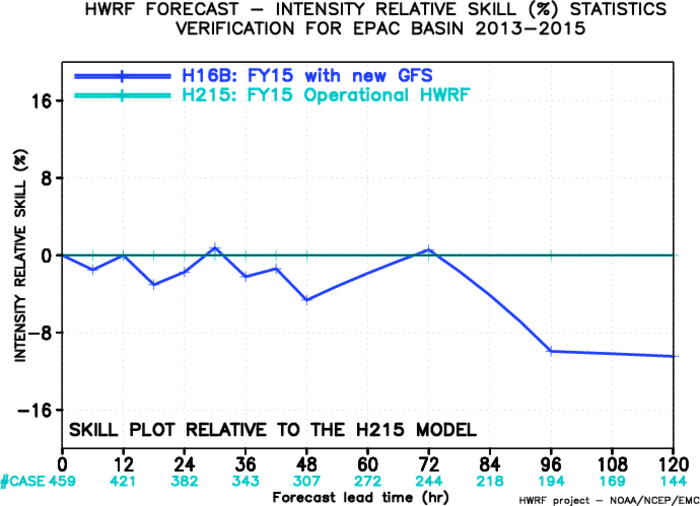 HWRF FORECAST – INTENSITY RELATIVE SKILL (%) STATISTICS
VERIFICATION FOR EPAC BASIN 2013–2015
H16B: FY15 with new GFS
H215: FY15 Operational HWRF
INTENSITY RELATIVE SKILL (%)
16
8
0
–8
–16
SKILL PLOT RELATIVE TO THE H215 MODEL
0 12 24 36 48 60 72 84 96 108 120
#CASE 459 421 382 343 307 272 244 218 194 169 144
Forecast lead time (hr)
HWRF project – NOAA/NCEP/EMC